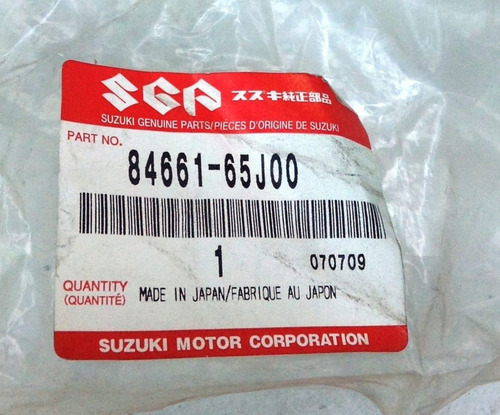 SGP スズキ純正部品
SUZUKI GENUINE PARTS/PIÈCES D'ORIGINE DE SUZUKI
PART NO.
84661-65J00
1 070709
QUANTITY
(QUANTITÉ)
MADE IN JAPAN/FABRIQUE AU JAPON
SUZUKI MOTOR CORPORATION